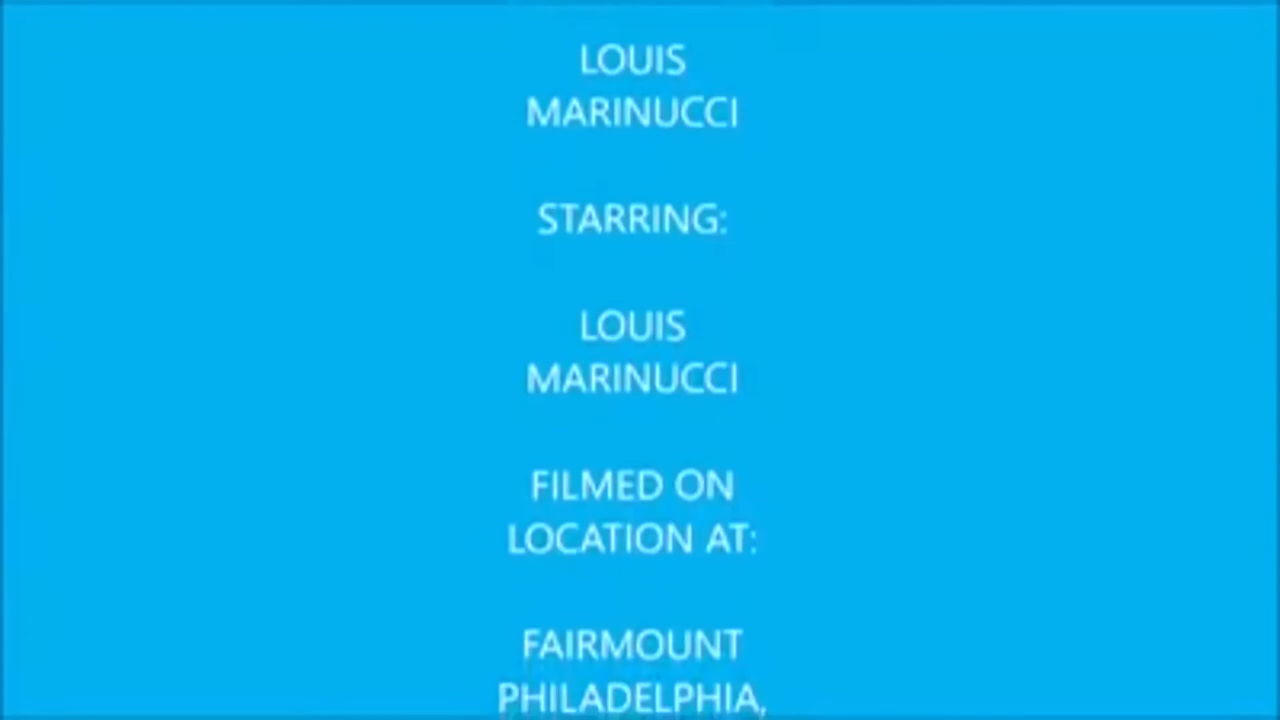 LOUIS
MARINUCCI
STARRING:
LOUIS
MARINUCCI
FILMED ON
LOCATION AT:
FAIRMOUNT
PHILADELPHIA,